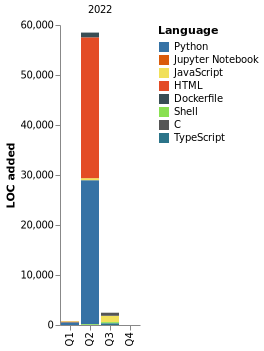 2022
60,000
50,000
40,000
30,000
20,000
10,000
0
LOC added
Q1
Q2
Q3
Q4
Language
Python
Jupyter Notebook
JavaScript
HTML
Dockerfile
Shell
C
TypeScript